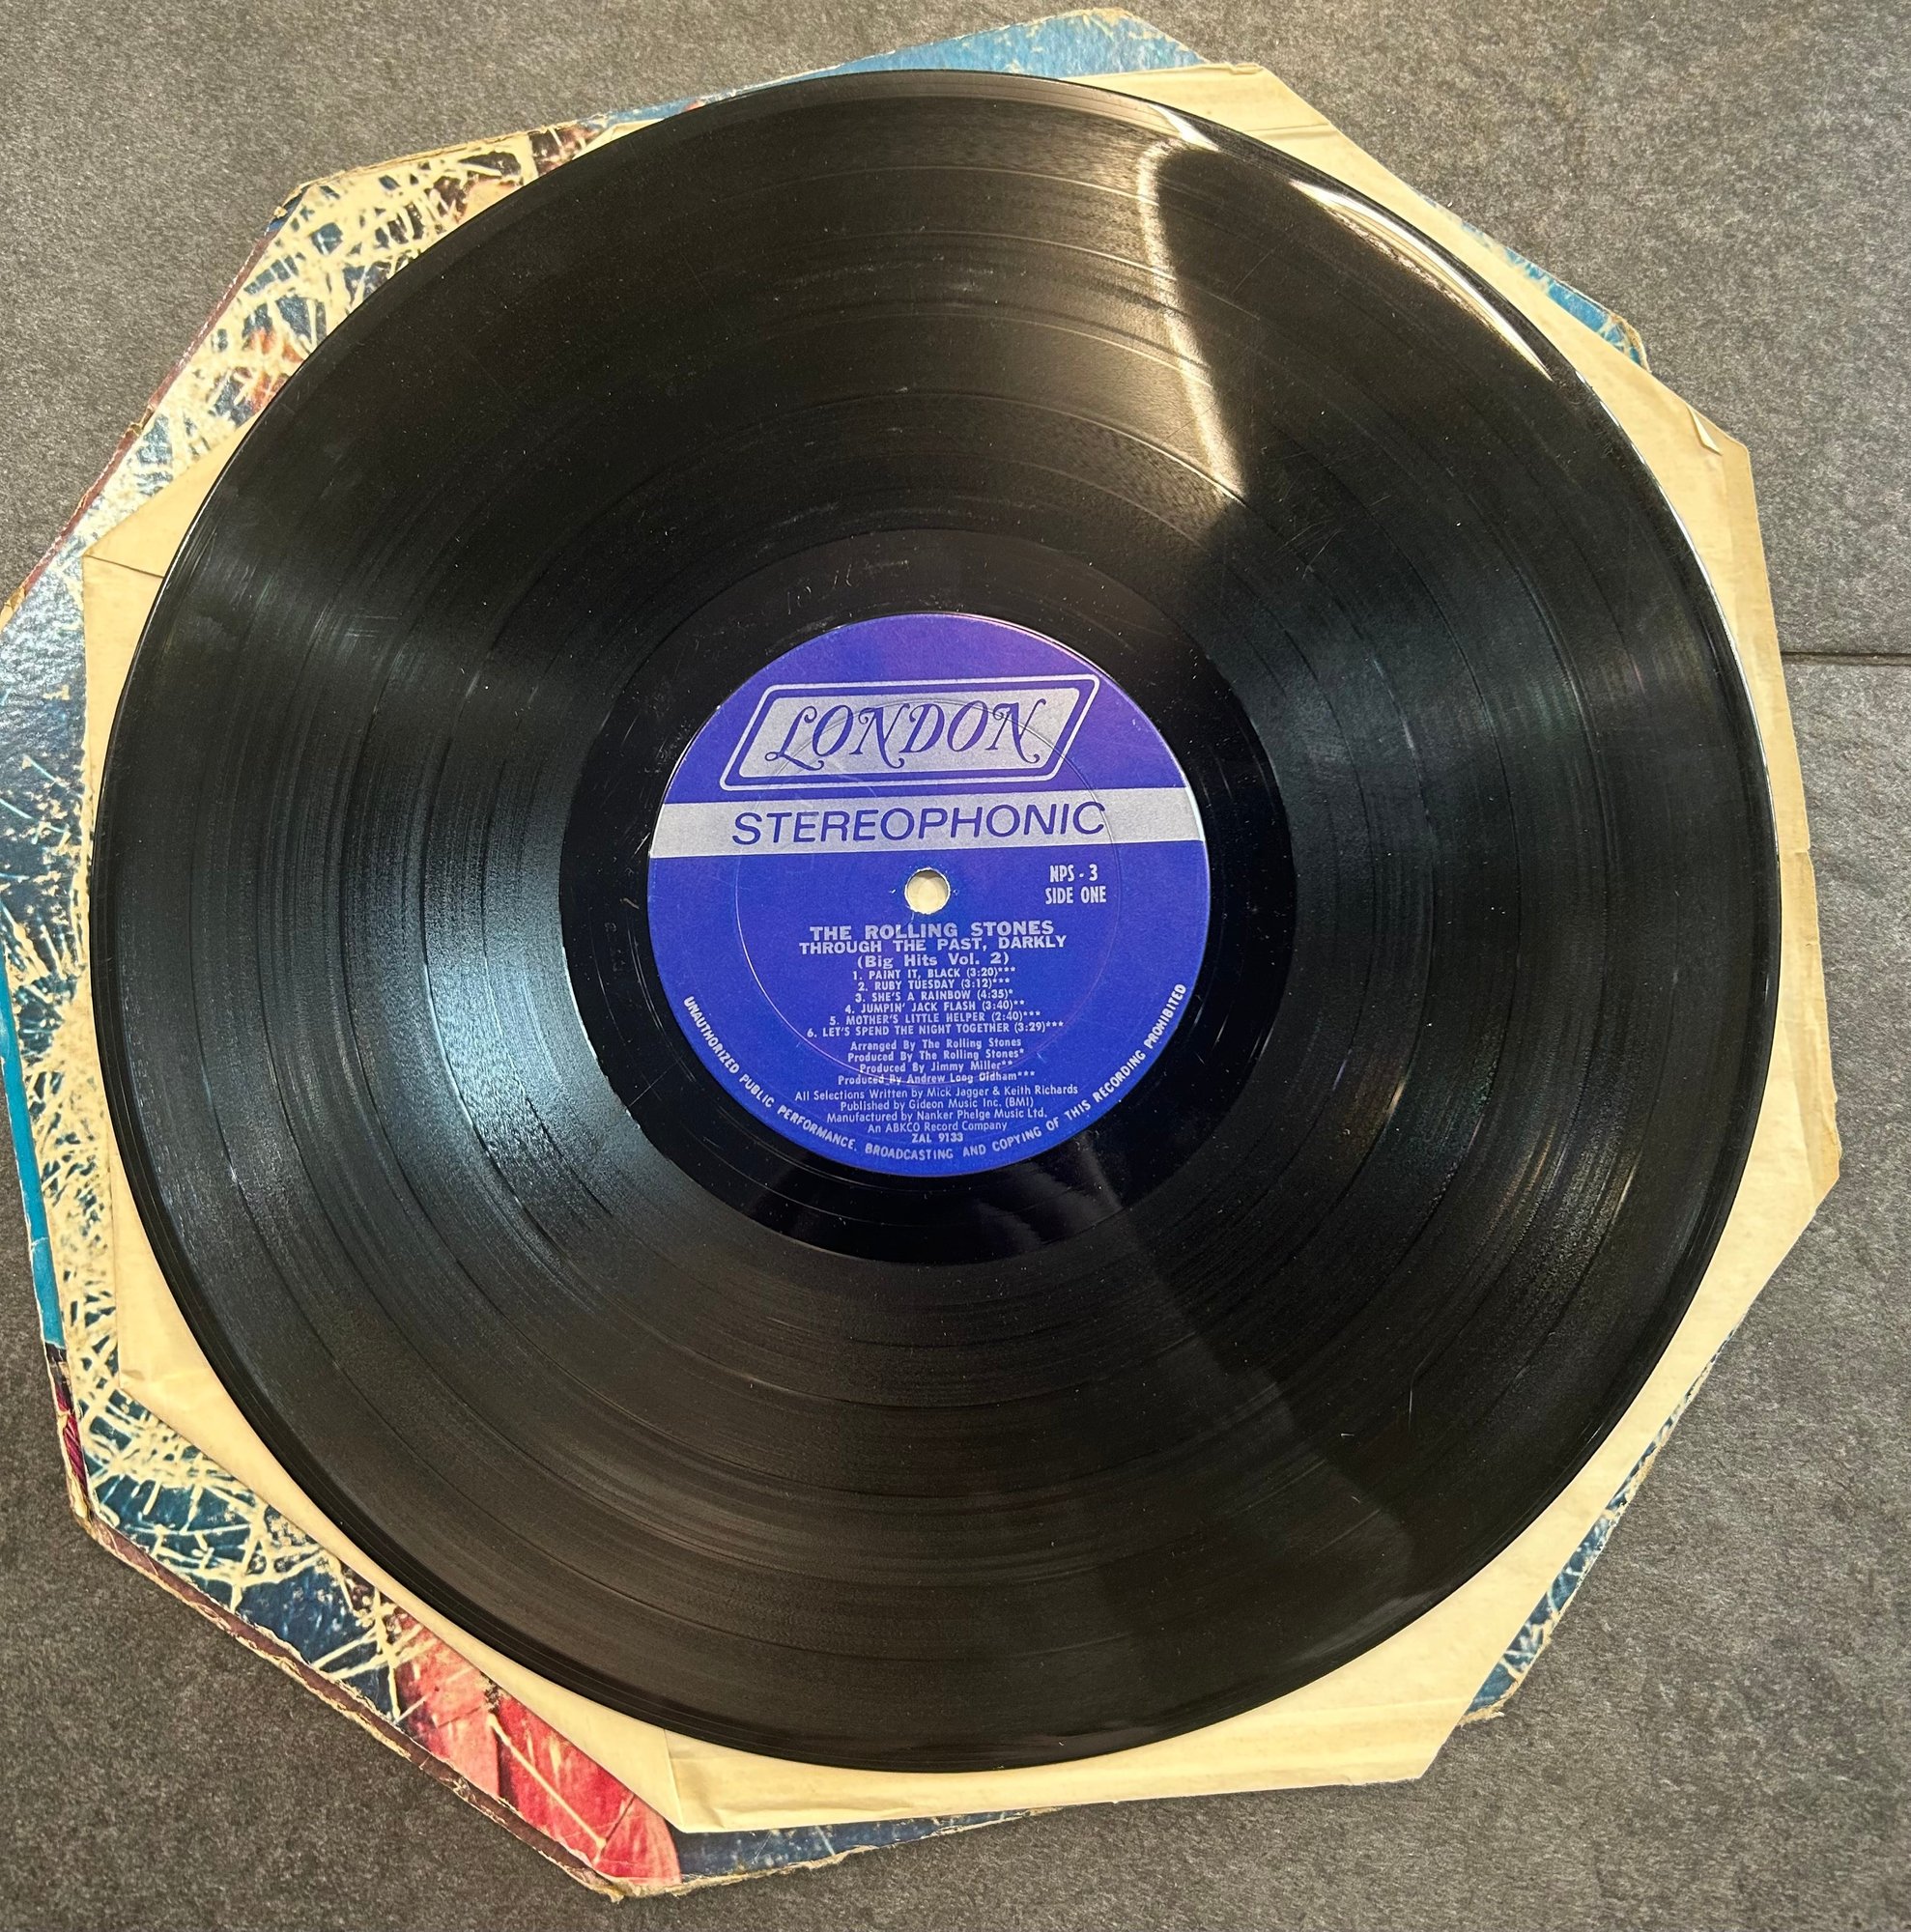 LONDON
STEREOPHONIC
NPS - 3
SIDE ONE
THE ROLLING STONES
THROUGH THE PAST, DARKLY
(Big Hits Vol. 2)
1. PAINT IT, BLACK (3:20)***
2. RUBY TUESDAY (3:12)***
3. SHE'S A RAINBOW (4:35)*
4. JUMPIN' JACK FLASH (3:40)**
5. MOTHER'S LITTLE HELPER (2:40)***
6. LET'S SPEND THE NIGHT TOGETHER (3:29)***
Arranged By The Rolling Stones
Produced By The Rolling Stones*
Produced By Jimmy Miller**
Produced By Andrew Loog Oldham***
All Selections Written by Mick Jagger & Keith Richards
Published by Gideon Music Inc. (BMI)
Manufactured by Nanker Phelge Music Ltd.
An ABKCO Record Company
ZAL 9133
UNAUTHORIZED PUBLIC PERFORMANCE, BROADCASTING AND COPYING OF THIS RECORDING PROHIBITED